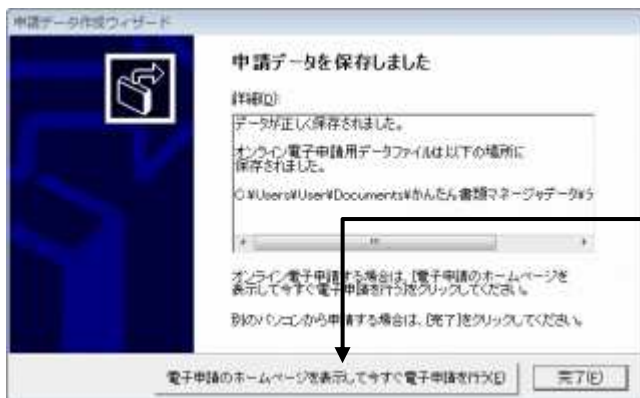 申請データ作成ウィザード
申請データを保存しました
詳細(D):
データが正しく保存されました。
オンライン電子申請用データファイルは以下の場所に
保存されました。
C:¥Users¥User¥Documents¥かんたん書類マネージャデータ¥う
オンライン電子申請する場合は、[電子申請のホームページを
表示して今すぐ電子申請を行う]をクリックしてください。
別のパソコンから申請する場合は、[完了]をクリックしてください。
電子申請のホームページを表示して今すぐ電子申請を行う(E)
完了(F)